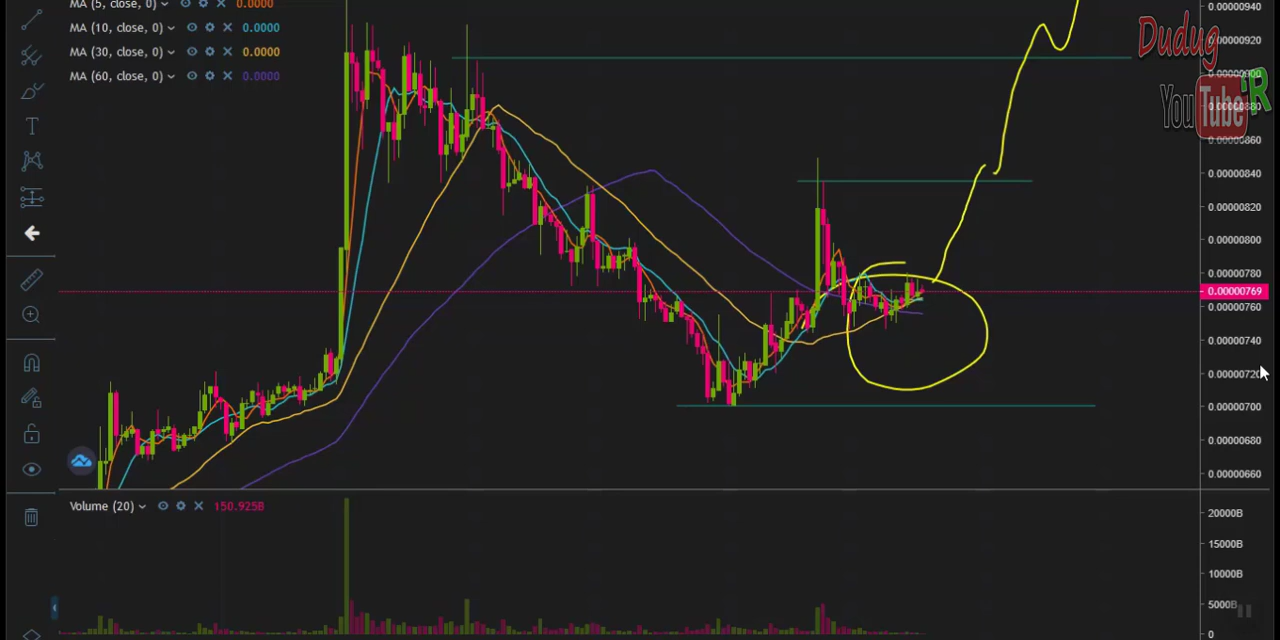 MA (5, close, 0) 0.0000
MA (10, close, 0) 0.0000
MA (30, close, 0) 0.0000
MA (60, close, 0) 0.0000
Dudug
YouTube'R
0.00000940
0.00000920
0.00000900
0.00000880
0.00000860
0.00000840
0.00000820
0.00000800
0.00000780
0.00000769
0.00000760
0.00000740
0.00000720
0.00000700
0.00000680
0.00000660
T
Volume (20) 150.925B
20000B
15000B
10000B
5000B
0